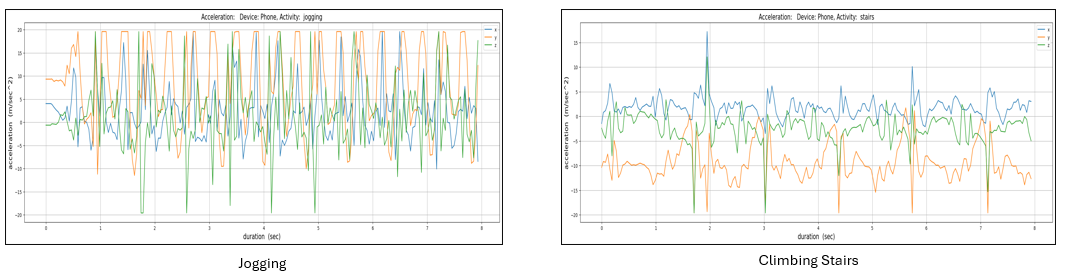 Acceleration: Device: Phone, Activity: jogging
x
y
z
acceleration (m/sec^2)
20
15
10
5
0
−5
−10
−15
−20
0 1 2 3 4 5 6 7 8
duration (sec)
Jogging
Acceleration: Device: Phone, Activity: stairs
x
y
z
acceleration (m/sec^2)
15
10
5
0
−5
−10
−15
−20
0 1 2 3 4 5 6 7 8
duration (sec)
Climbing Stairs